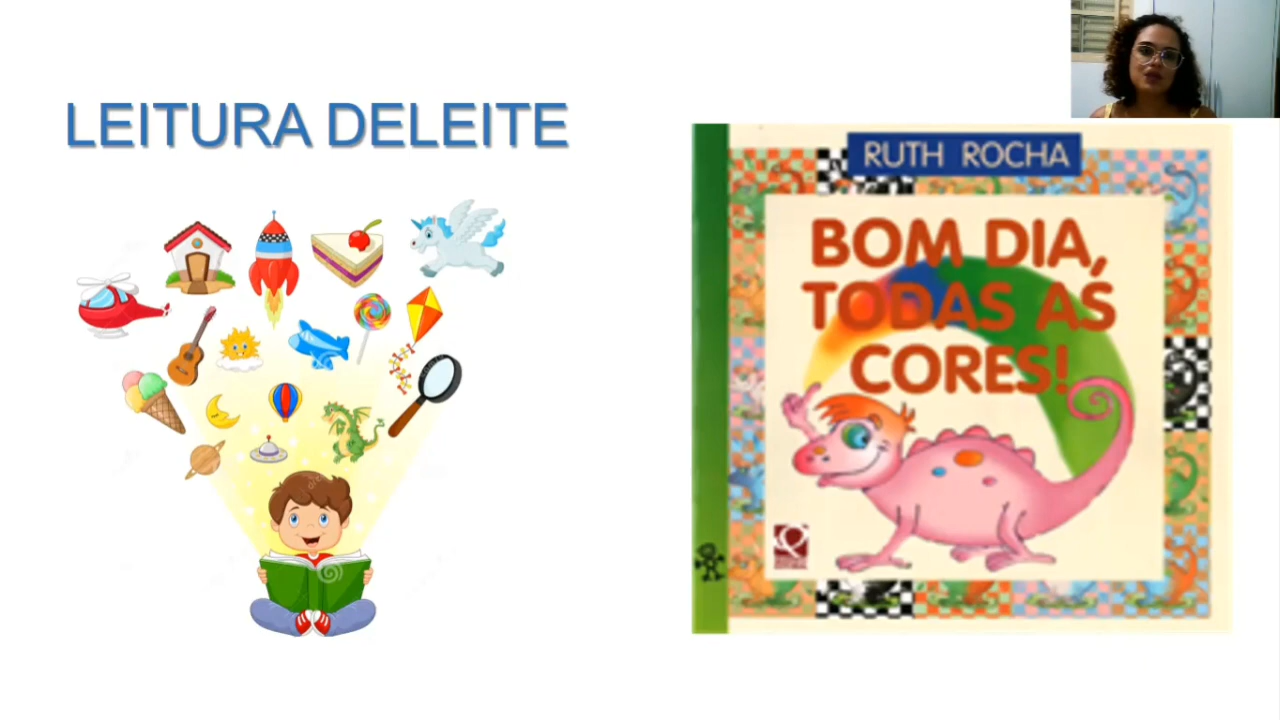 LEITURA DELEITE
RUTH ROCHA
BOM DIA,
TODAS AS
CORES!